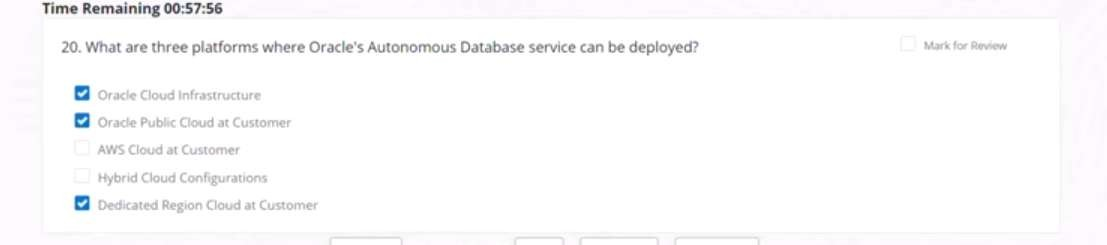 Time Remaining 00:57:56
20. What are three platforms where Oracle's Autonomous Database service can be deployed?
Mark for Review
Oracle Cloud Infrastructure
Oracle Public Cloud at Customer
AWS Cloud at Customer
Hybrid Cloud Configurations
Dedicated Region Cloud at Customer